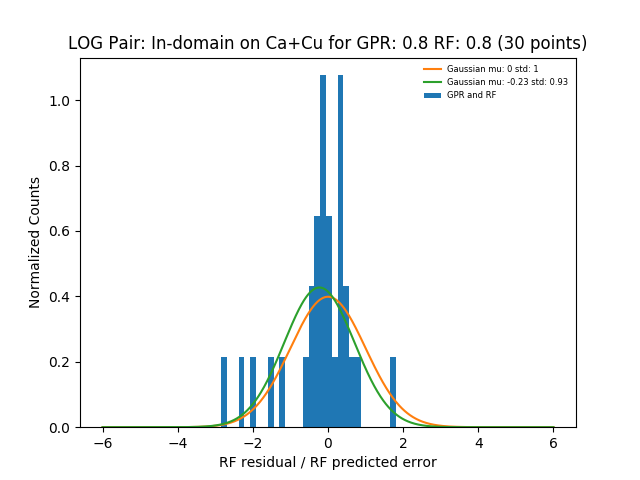 LOG Pair: In-domain on Ca+Cu for GPR: 0.8 RF: 0.8 (30 points)
Gaussian mu: 0 std: 1
Gaussian mu: -0.23 std: 0.93
GPR and RF
Normalized Counts
1.0
0.8
0.6
0.4
0.2
0.0
−6 −4 −2 0 2 4 6
RF residual / RF predicted error